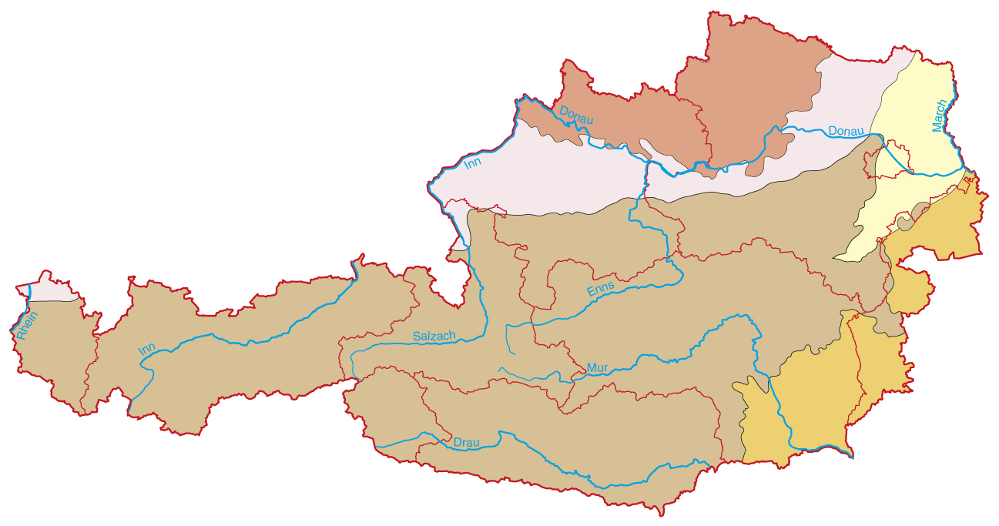 Donau
Donau
March
Inn
Enns
Rhein
Inn
Salzach
Mur
Drau